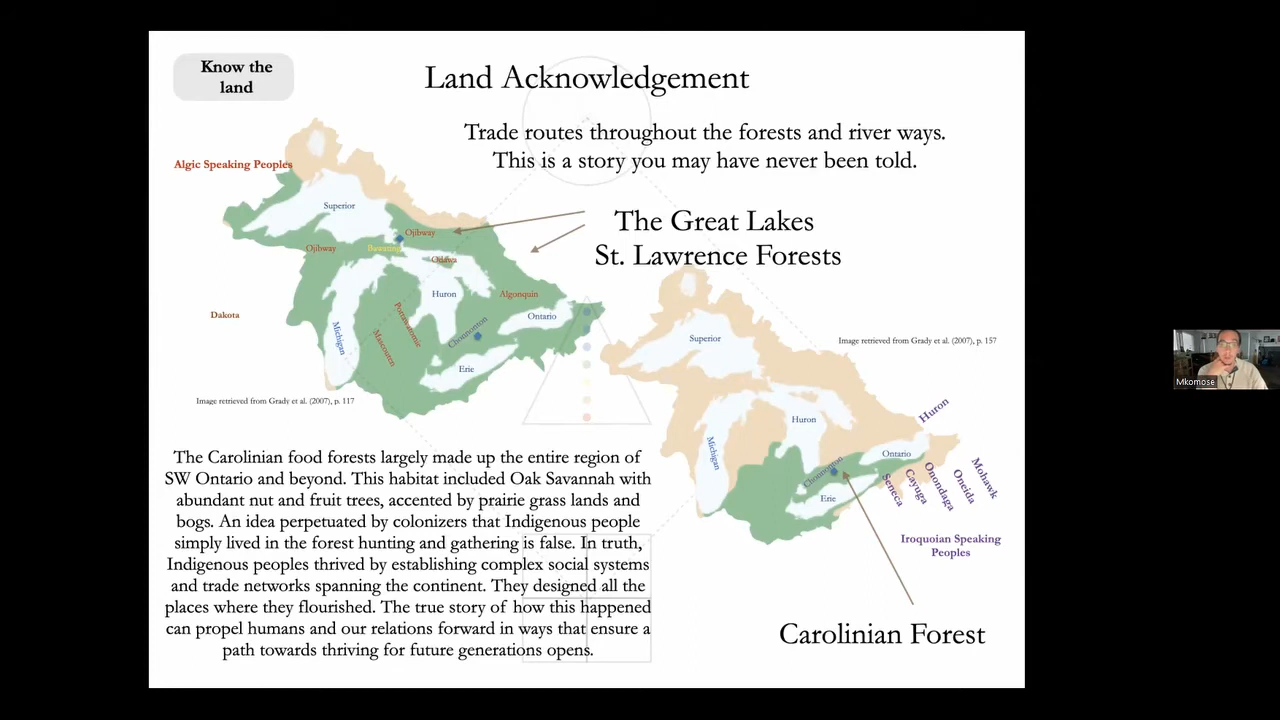 Know the
land
Land Acknowledgement
Trade routes throughout the forests and river ways.
This is a story you may have never been told.
Algic Speaking Peoples
The Great Lakes
St. Lawrence Forests
Superior
Ojibway
Ojibway
Bawating
Odawa
Huron
Algonquin
Dakota
Michigan
Mascouten
Potawatomie
Chonnonton
Ontario
Erie
Image retrieved from Grady et al. (2007), p. 117
Superior
Image retrieved from Grady et al. (2007), p. 157
Huron
Huron
Michigan
Chonnonton
Ontario
Erie
Seneca
Cayuga
Onondaga
Oneida
Mohawk
Iroquoian Speaking
Peoples
Carolinian Forest
The Carolinian food forests largely made up the entire region of
SW Ontario and beyond. This habitat included Oak Savannah with
abundant nut and fruit trees, accented by prairie grass lands and
bogs. An idea perpetuated by colonizers that Indigenous people
simply lived in the forest hunting and gathering is false. In truth,
Indigenous peoples thrived by establishing complex social systems
and trade networks spanning the continent. They designed all the
places where they flourished. The true story of how this happened
can propel humans and our relations forward in ways that ensure a
path towards thriving for future generations opens.
Mkomose